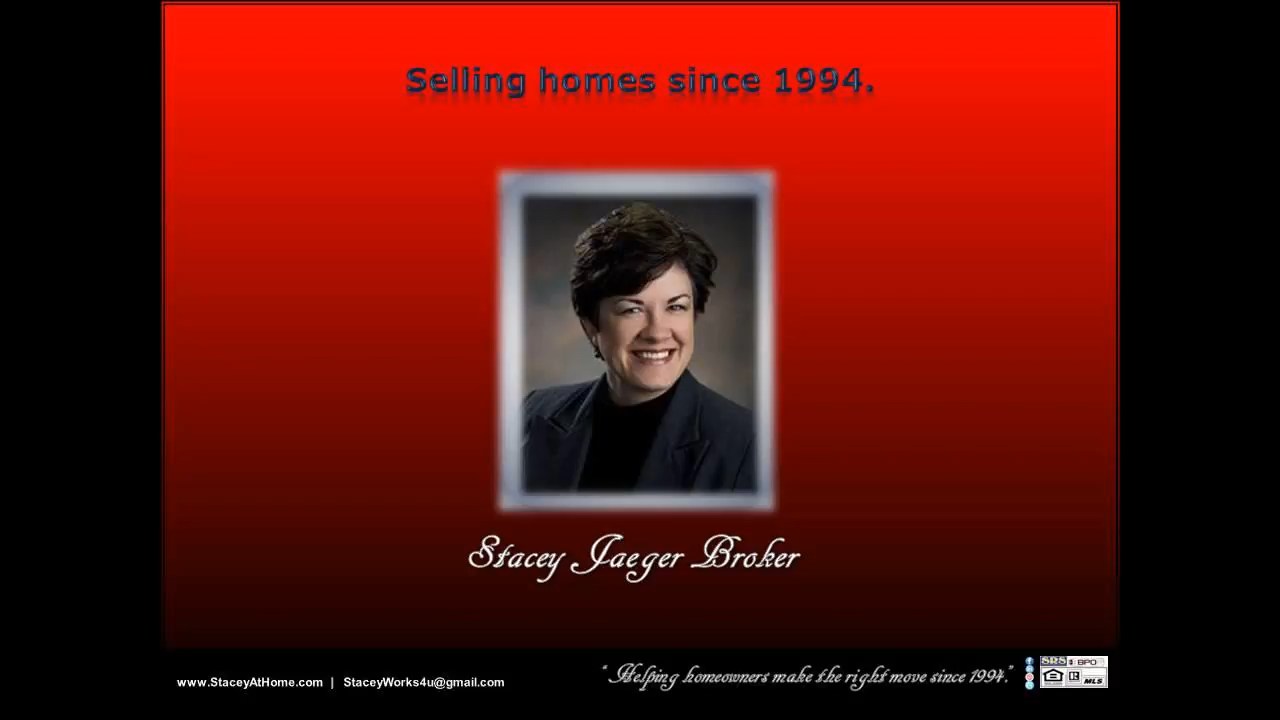 Selling homes since 1994.
Stacey Jaeger Broker
www.StaceyAtHome.com | StaceyWorks4u@gmail.com
“Helping homeowners make the right move since 1994.”
SRS BPO
R MLS